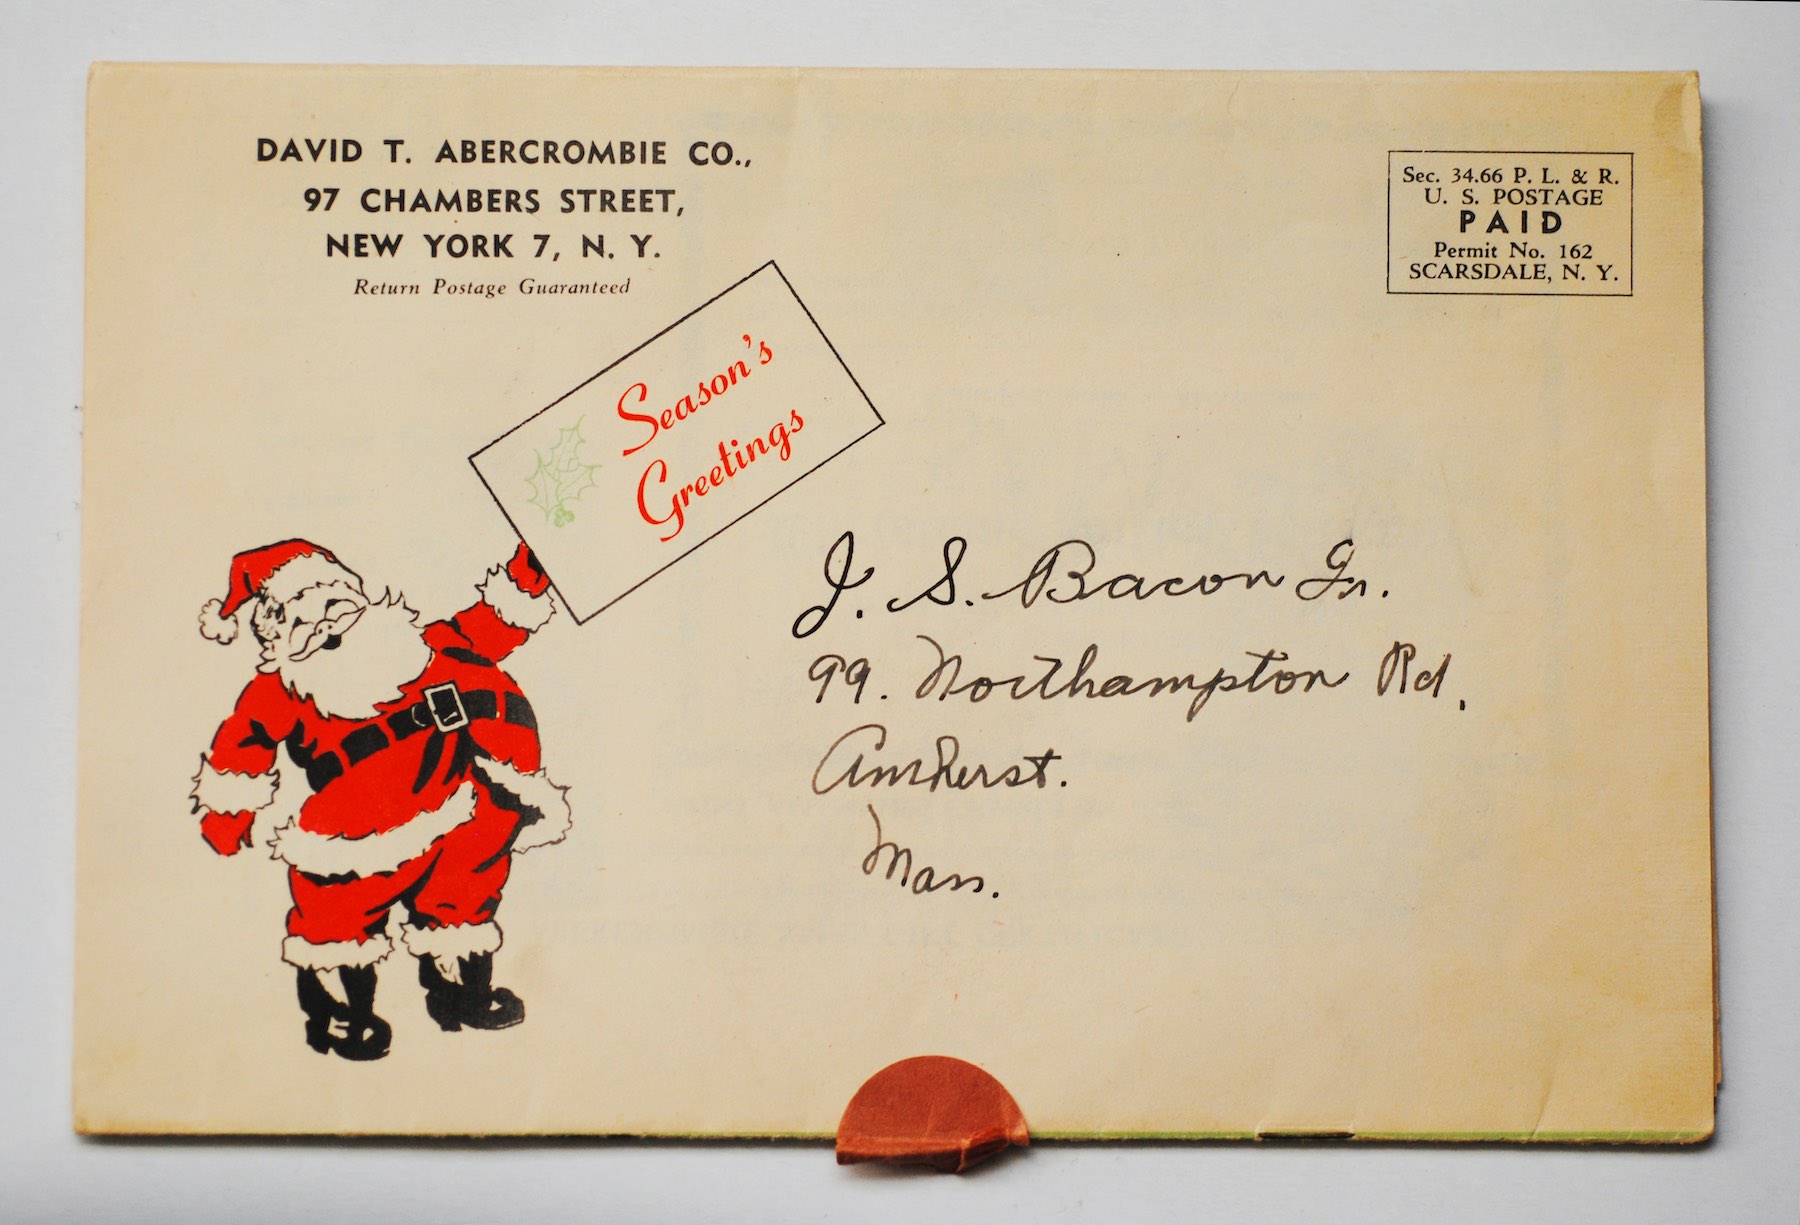 DAVID T. ABERCROMBIE CO.,
97 CHAMBERS STREET,
NEW YORK 7, N. Y.
Return Postage Guaranteed
Sec. 34.66 P. L. & R.
U. S. POSTAGE
PAID
Permit No. 162
SCARSDALE, N. Y.
Season's
Greetings
J. S. Bacon Jr.
99. Northampton Rd.
Amherst.
Mass.